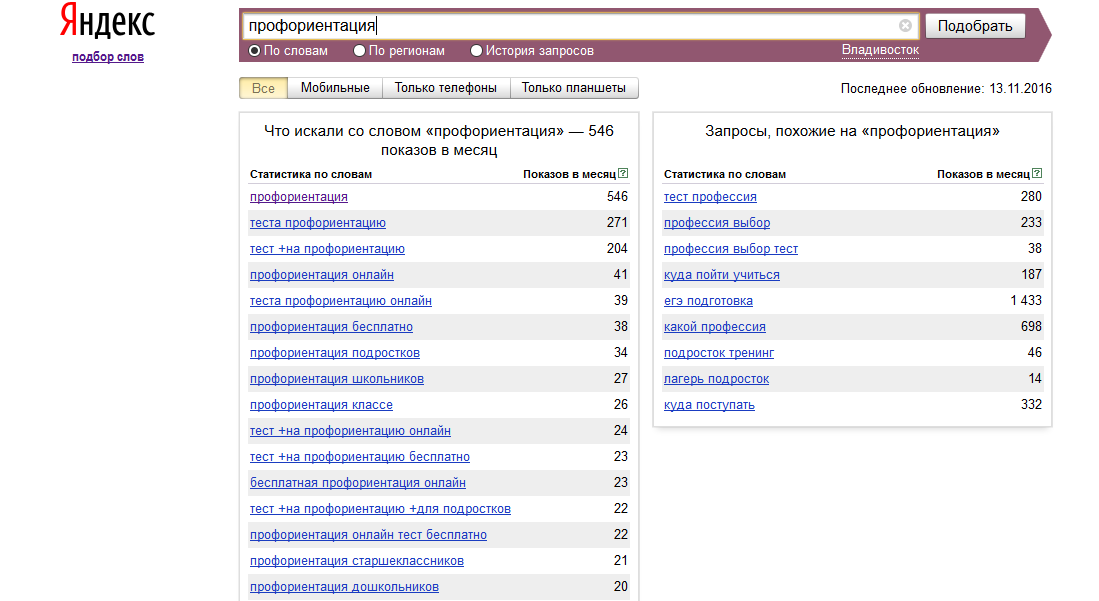 Яндекс
подбор слов
профориентация
Подобрать
По словам По регионам История запросов Владивосток
Все Мобильные Только телефоны Только планшеты
Последнее обновление: 13.11.2016
Что искали со словом «профориентация» — 546
показов в месяц
Статистика по словам Показов в месяц ?
профориентация 546
теста профориентацию 271
тест +на профориентацию 204
профориентация онлайн 41
теста профориентацию онлайн 39
профориентация бесплатно 38
профориентация подростков 34
профориентация школьников 27
профориентация классе 26
тест +на профориентацию онлайн 24
тест +на профориентацию бесплатно 23
бесплатная профориентация онлайн 23
тест +на профориентацию +для подростков 22
профориентация онлайн тест бесплатно 22
профориентация старшеклассников 21
профориентация дошкольников 20
Запросы, похожие на «профориентация»
Статистика по словам Показов в месяц ?
тест профессия 280
профессия выбор 233
профессия выбор тест 38
куда пойти учиться 187
егэ подготовка 1 433
какой профессия 698
подросток тренинг 46
лагерь подросток 14
куда поступать 332